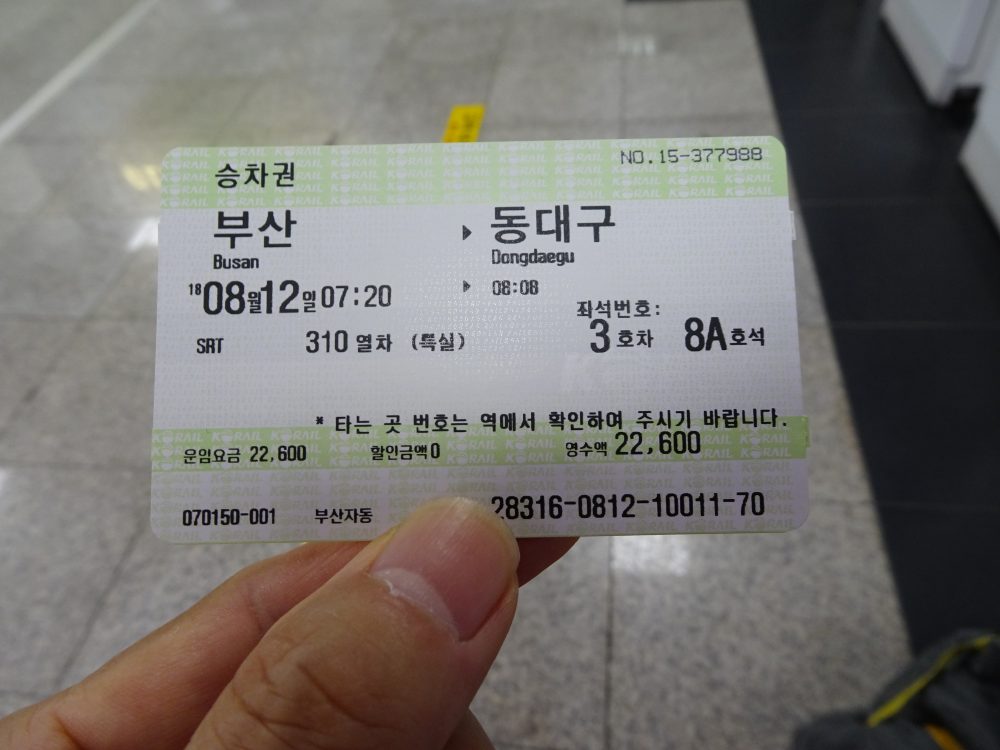 NO.15-377988
승차권
부산 ▶ 동대구
Busan Dongdaegu
18 08월12일 07:20 ▶ 08:08
좌석번호:
SRT 310 열차 (특실) 3 호차 8A호석
* 타는 곳 번호는 역에서 확인하여 주시기 바랍니다.
운임요금 22,600 할인금액0 영수액 22,600
070150-001 부산자동 28316-0812-10011-70